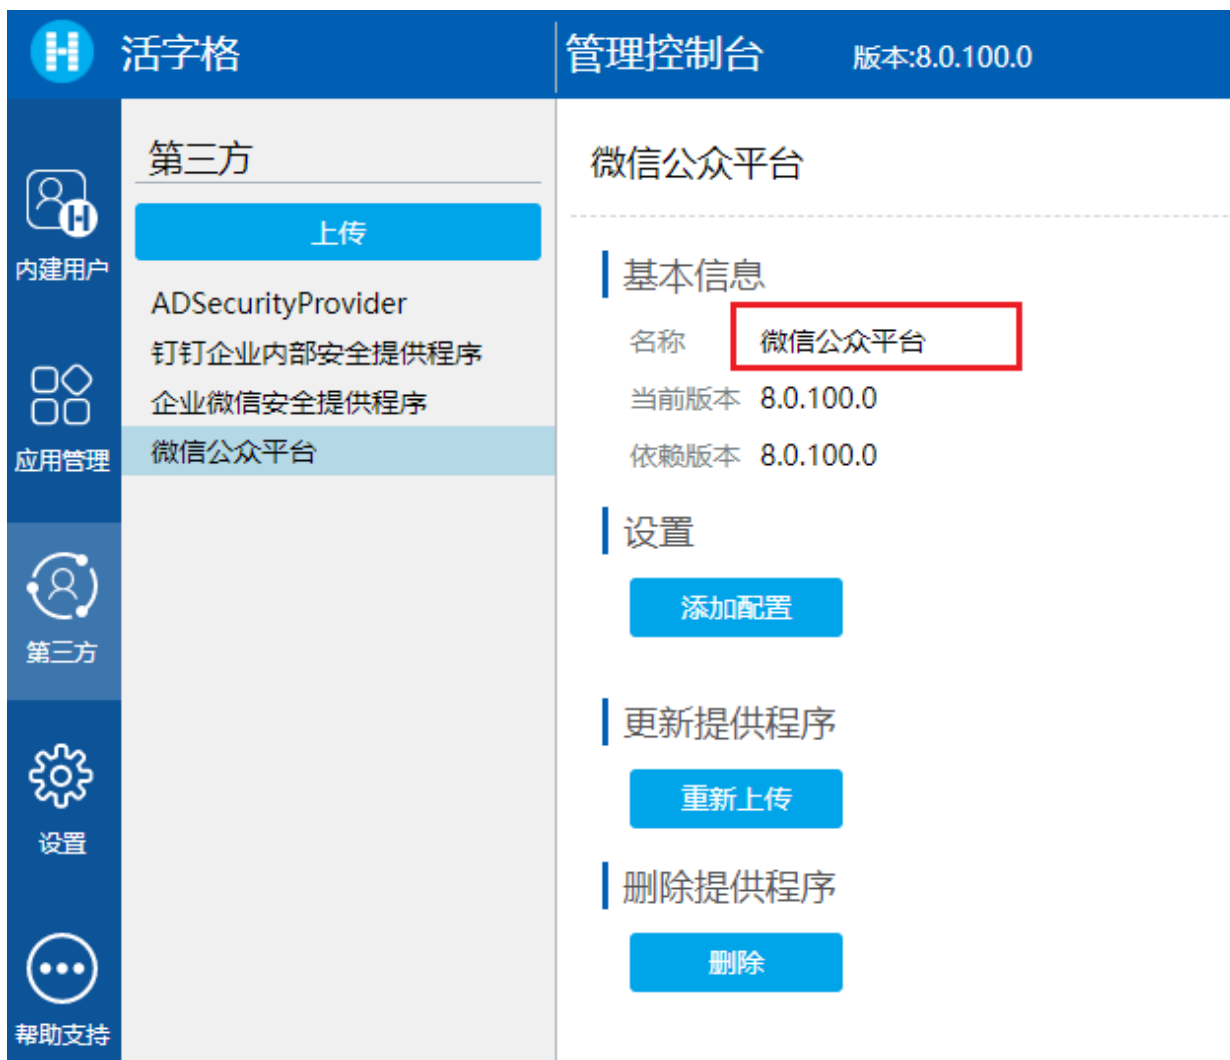 活字格
管理控制台
版本:8.0.100.0
内建用户
应用管理
第三方
设置
帮助支持
第三方
上传
ADSecurityProvider
钉钉企业内部安全提供程序
企业微信安全提供程序
微信公众平台
微信公众平台
基本信息
名称 微信公众平台
当前版本 8.0.100.0
依赖版本 8.0.100.0
设置
添加配置
更新提供程序
重新上传
删除提供程序
删除